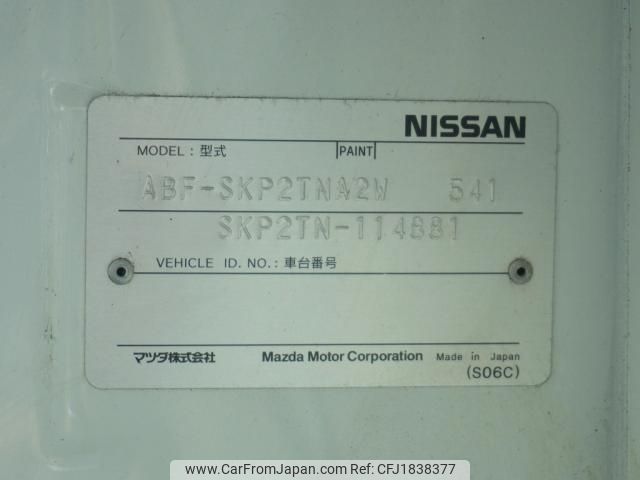 NISSAN
MODEL : 型式 PAINT
ABF-SKP2TNA2W 541
SKP2TN-114881
VEHICLE ID. NO. : 車台番号
マツダ株式会社 Mazda Motor Corporation Made in Japan
(S06C)
www.CarFromJapan.com RefNo: CFJ1838377